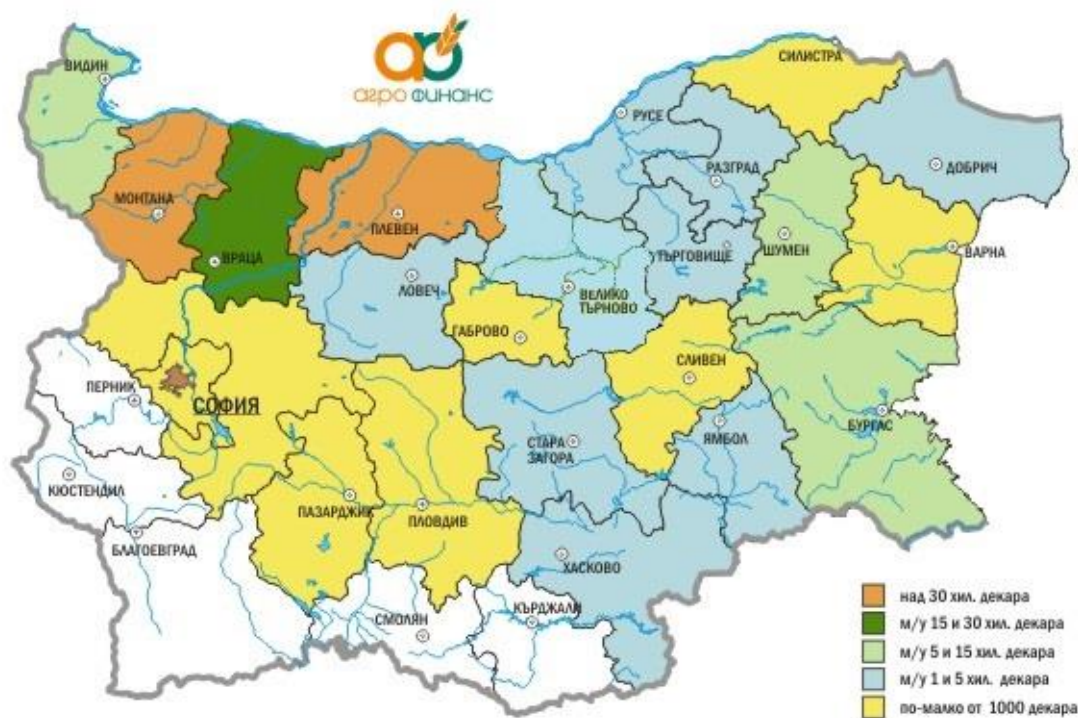 агро финанс
СИЛИСТРА
ВИДИН
РУСЕ
ДОБРИЧ
РАЗГРАД
МОНТАНА
ПЛЕВЕН
ШУМЕН
ВАРНА
ВРАЦА
ТЪРГОВИЩЕ
ЛОВЕЧ
ВЕЛИКО
ТЪРНОВО
ГАБРОВО
СЛИВЕН
ПЕРНИК
СОФИЯ
БУРГАС
СТАРА
ЗАГОРА
ЯМБОЛ
КЮСТЕНДИЛ
ПАЗАРДЖИК
ПЛОВДИВ
БЛАГОЕВГРАД
ХАСКОВО
СМОЛЯН
КЪРДЖАЛИ
над 30 хил. декара
м/у 15 и 30 хил. декара
м/у 5 и 15 хил. декара
м/у 1 и 5 хил. декара
по-малко от 1000 декара